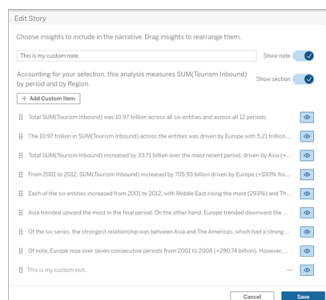 Edit Story
Choose insights to include in the narrative. Drag insights to rearrange them.
This is my custom note.
Show note
Accounting for your selection, this analysis measures SUM(Tourism Inbound)
by period and by Region.
Show section
+ Add Custom Item
Total SUM(Tourism Inbound) was 10.97 trillion across all six entities and across all 12 periods.
The 10.97 trillion in SUM(Tourism Inbound) across the entities was driven by Europe with 5.21 trillion,...
Total SUM(Tourism Inbound) increased by 33.71 billion over the most recent period, driven by Asia (+...
From 2001 to 2012, SUM(Tourism Inbound) increased by 705.93 billion driven by Europe (+100% fro...
Each of the six entities increased from 2001 to 2012, with Middle East rising the most (293%) and Th...
Asia trended upward the most in the final period. On the other hand, Europe trended downward the ...
Of the six series, the strongest relationship was between Asia and The Americas, which had a strong ...
Of note, Europe rose over seven consecutive periods from 2001 to 2008 (+290.74 billion). However, ...
This is my custom text.
Cancel
Save